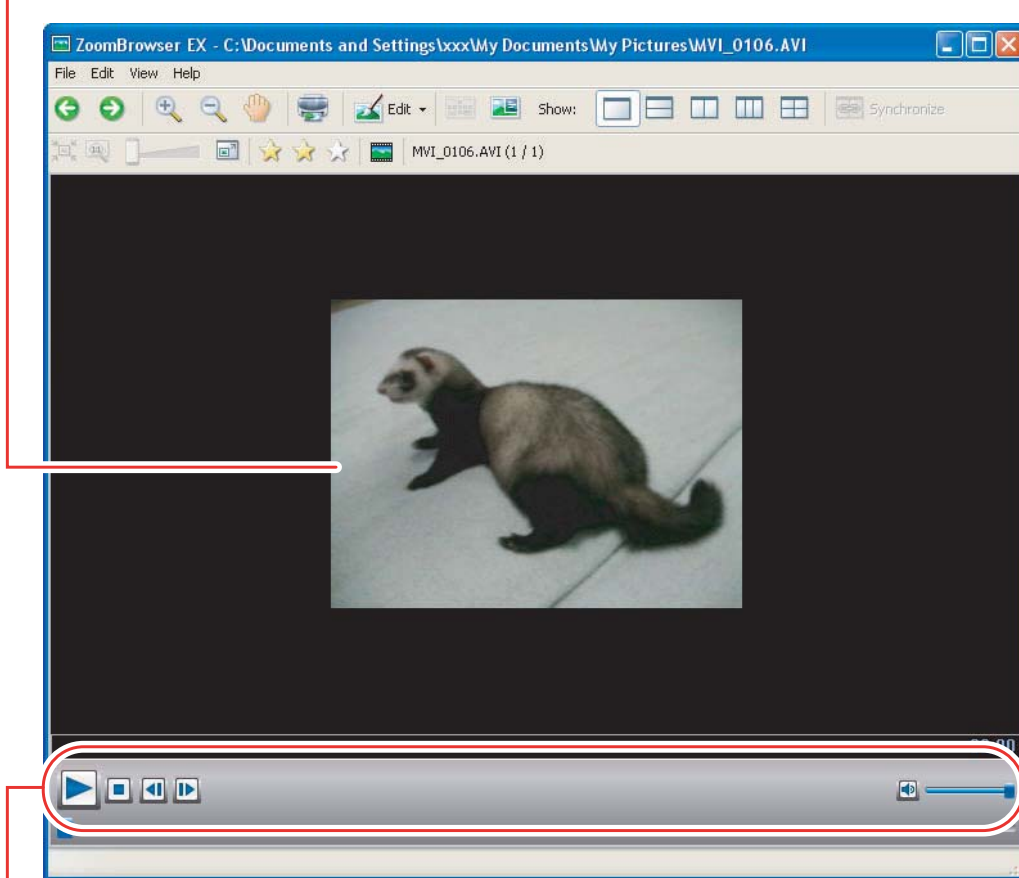 ZoomBrowser EX - C:\Documents and Settings\xxx\My Documents\My Pictures\MVI_0106.AVI
File Edit View Help
Edit Show: Synchronize
MVI_0106.AVI (1 / 1)